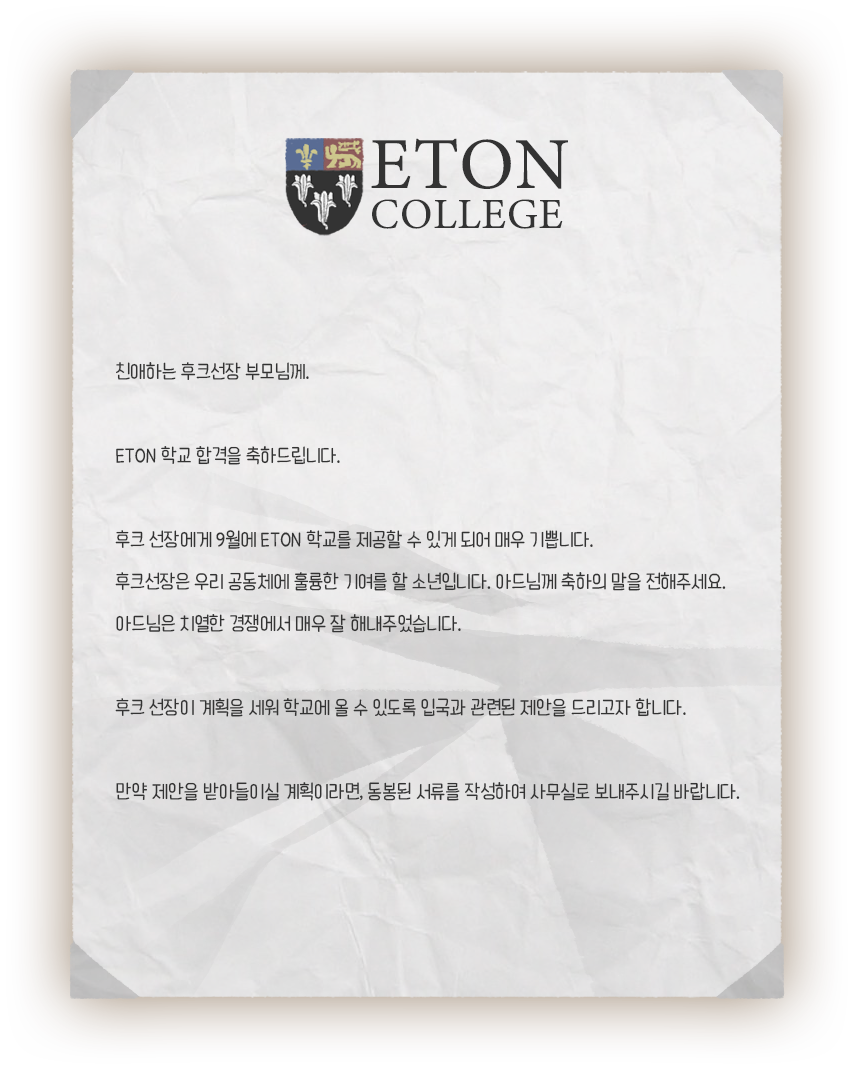 ETON
COLLEGE
친애하는 후크선장 부모님께.
ETON 학교 합격을 축하드립니다.
후크 선장에게 9월에 ETON 학교를 제공할 수 있게 되어 매우 기쁩니다.
후크선장은 우리 공동체에 훌륭한 기여를 할 소년입니다. 아드님께 축하의 말을 전해주세요.
아드님은 치열한 경쟁에서 매우 잘 해내주었습니다.
후크 선장이 계획을 세워 학교에 올 수 있도록 입국과 관련된 제안을 드리고자 합니다.
만약 제안을 받아들이실 계획이라면, 동봉된 서류를 작성하여 사무실로 보내주시길 바랍니다.